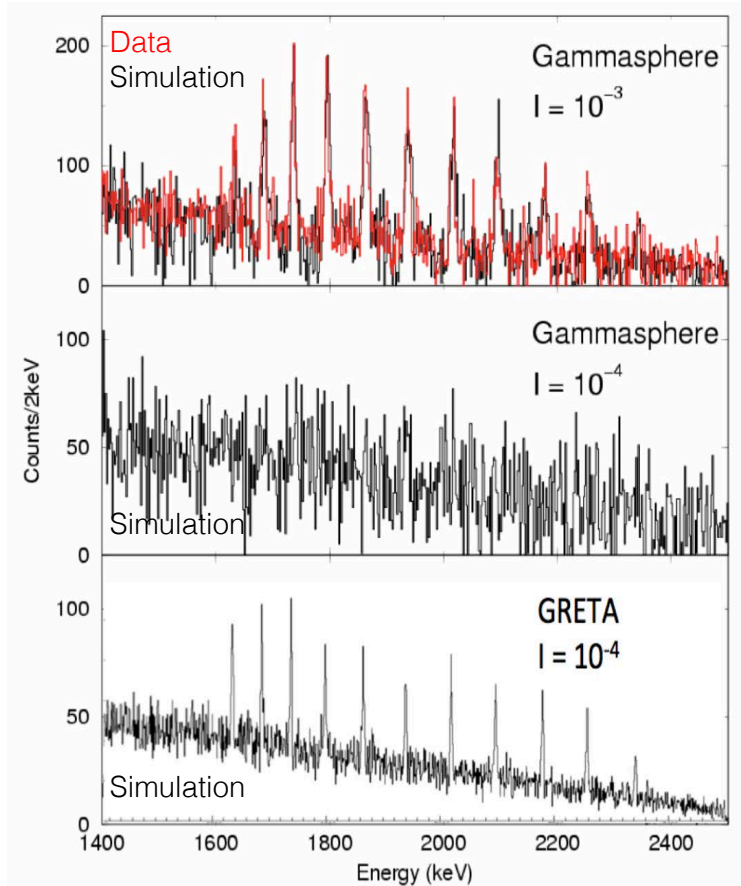 Data
Simulation
Gammasphere
I = 10⁻³
200
100
0
Gammasphere
I = 10⁻⁴
100
50
0
Simulation
Counts/2keV
GRETA
I = 10⁻⁴
100
50
0
Simulation
1400 1600 1800 2000 2200 2400
Energy (keV)